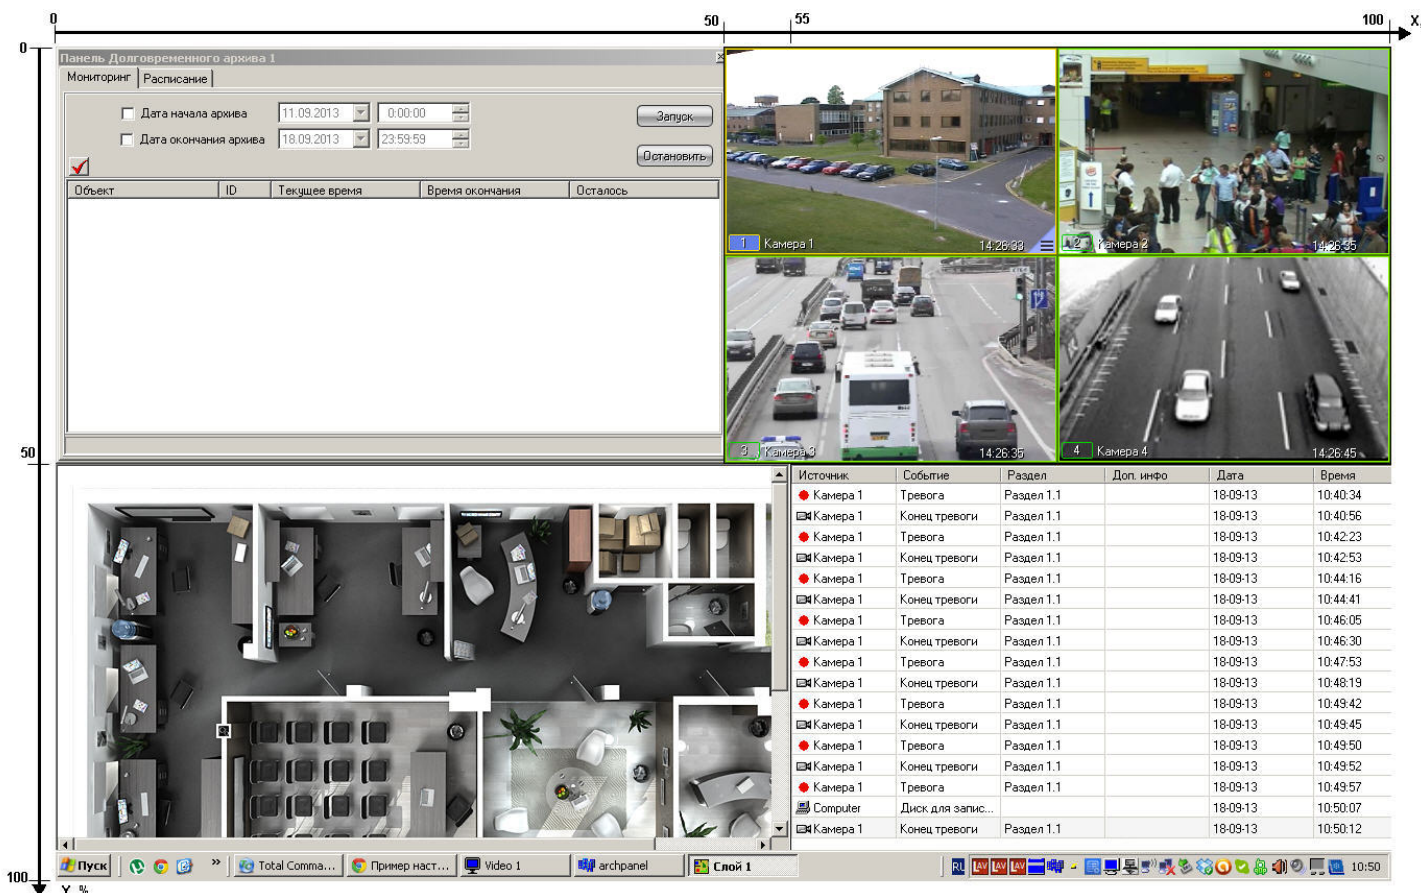 0 50 55 100 X
0
Панель Долговременного архива 1
Мониторинг Расписание
Дата начала архива 11.09.2013 0:00:00 Запуск
Дата окончания архива 18.09.2013 23:59:59
Остановить
Объект ID Текущее время Время окончания Осталось
1 Камера 1 14:26:33
2 Камера 2 14:26:35
3 Камера 3 14:26:35
4 Камера 4 14:26:45
50
Источник Событие Раздел Доп. инфо Дата Время
Камера 1 Тревога Раздел 1.1 18-09-13 10:40:34
Камера 1 Конец тревоги Раздел 1.1 18-09-13 10:40:56
Камера 1 Тревога Раздел 1.1 18-09-13 10:42:23
Камера 1 Конец тревоги Раздел 1.1 18-09-13 10:42:53
Камера 1 Тревога Раздел 1.1 18-09-13 10:44:16
Камера 1 Конец тревоги Раздел 1.1 18-09-13 10:44:41
Камера 1 Тревога Раздел 1.1 18-09-13 10:46:05
Камера 1 Конец тревоги Раздел 1.1 18-09-13 10:46:30
Камера 1 Тревога Раздел 1.1 18-09-13 10:47:53
Камера 1 Конец тревоги Раздел 1.1 18-09-13 10:48:19
Камера 1 Тревога Раздел 1.1 18-09-13 10:49:42
Камера 1 Конец тревоги Раздел 1.1 18-09-13 10:49:45
Камера 1 Тревога Раздел 1.1 18-09-13 10:49:50
Камера 1 Конец тревоги Раздел 1.1 18-09-13 10:49:52
Камера 1 Тревога Раздел 1.1 18-09-13 10:49:57
Computer Диск для запис... 18-09-13 10:50:07
Камера 1 Конец тревоги Раздел 1.1 18-09-13 10:50:12
Пуск » Total Comma... Пример наст... Video 1 archpanel Слой 1 RL LAV LAV LAV 10:50
100
Y %